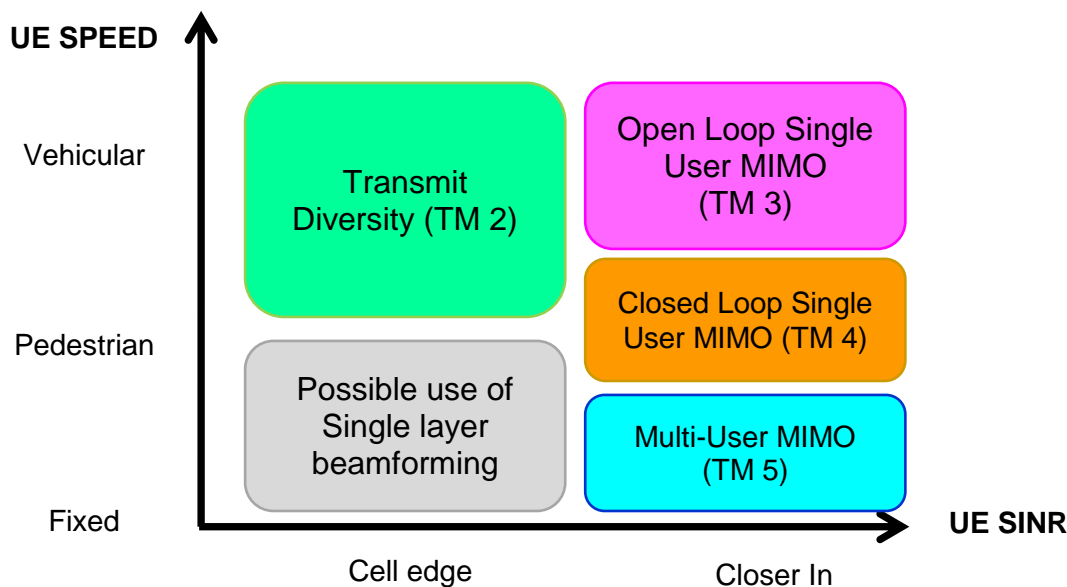 UE SPEED
Vehicular
Pedestrian
Fixed
Transmit
Diversity (TM 2)
Open Loop Single
User MIMO
(TM 3)
Closed Loop Single
User MIMO (TM 4)
Possible use of
Single layer
beamforming
Multi-User MIMO
(TM 5)
UE SINR
Cell edge
Closer In